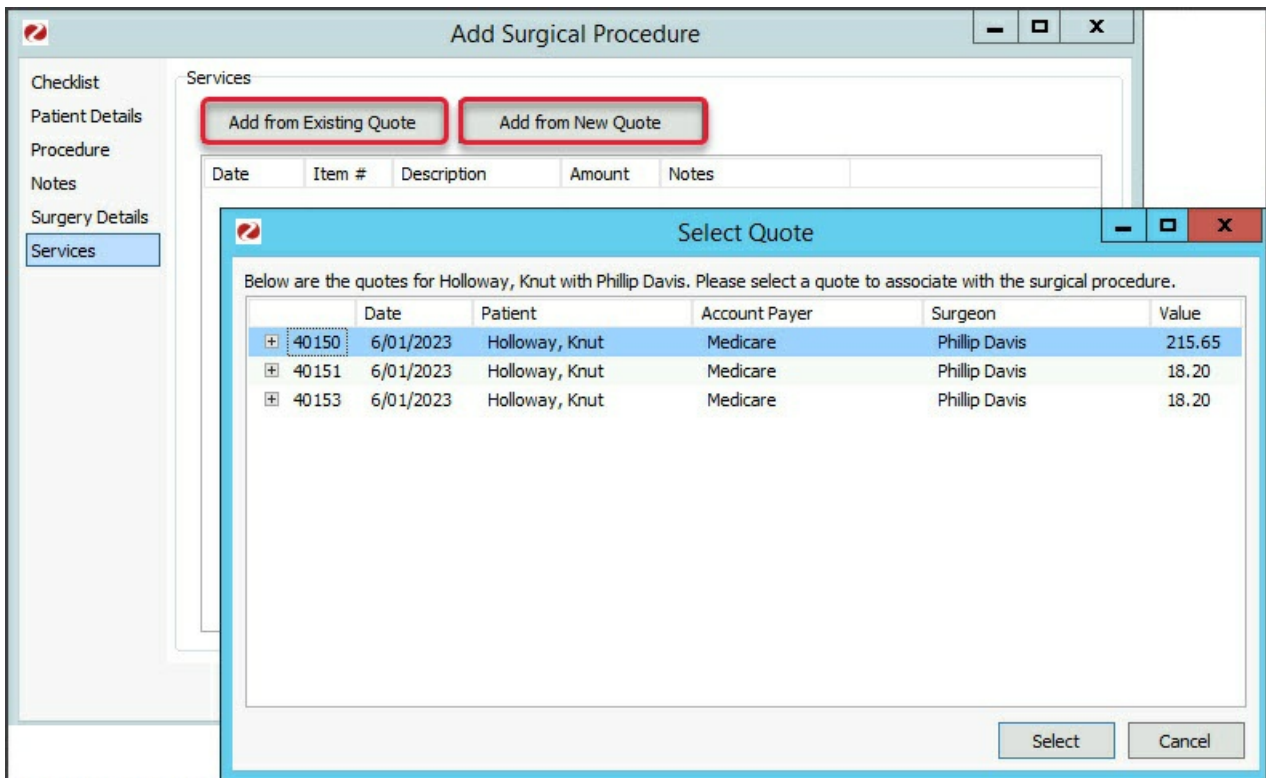 Add Surgical Procedure
Checklist
Patient Details
Procedure
Notes
Surgery Details
Services
Services
Add from Existing Quote Add from New Quote
Date Item # Description Amount Notes
Select Quote
Below are the quotes for Holloway, Knut with Phillip Davis. Please select a quote to associate with the surgical procedure.
Date Patient Account Payer Surgeon Value
40150 6/01/2023 Holloway, Knut Medicare Phillip Davis 215.65
40151 6/01/2023 Holloway, Knut Medicare Phillip Davis 18.20
40153 6/01/2023 Holloway, Knut Medicare Phillip Davis 18.20
Select Cancel